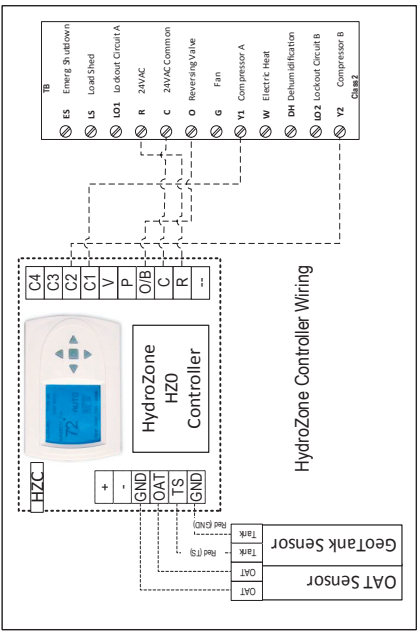 TB
ES Emerg Shutdown
LS Load Shed
LO1 Lockout Circuit A
R 24VAC
C 24VAC Common
O Reversing Valve
G Fan
Y1 Compressor A
W Electric Heat
DH Dehumidification
LO2 Lockout Circuit B
Y2 Compressor B
Class 2
C4
C3
C2
C1
V
P
O/B
C
R
--
72 AUTO
HydroZone
HZ0
Controller
HZC
+
-
GND
OAT
TS
GND
Red (GND)
Red (TS)
Tank
Tank
OAT
OAT
GeoTank Sensor
OAT Sensor
HydroZone Controller Wiring